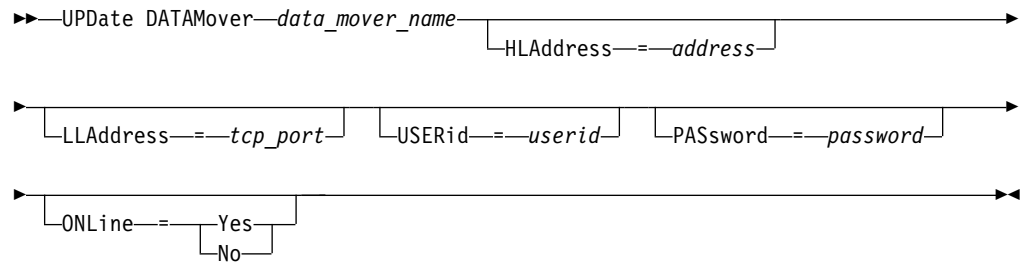 UPDate DATAMover data_mover_name
HLAddress = address
LLAddress = tcp_port USERid = userid PASsword = password
ONLine = Yes
No